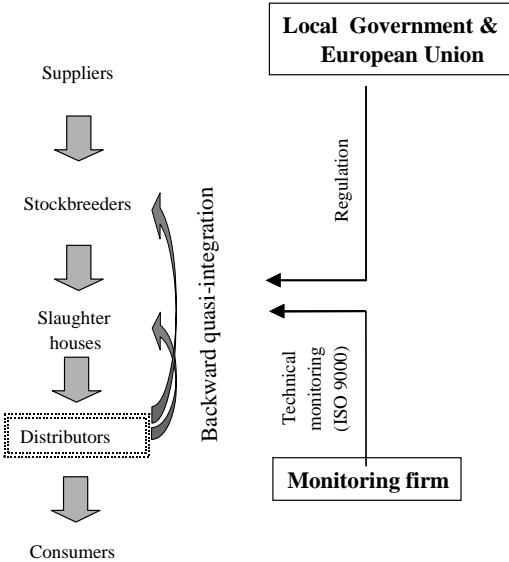 Local Government &
European Union
Suppliers
Stockbreeders
Slaughter
houses
Distributors
Consumers
Backward quasi-integration
Regulation
Technical
monitoring
(ISO 9000)
Monitoring firm